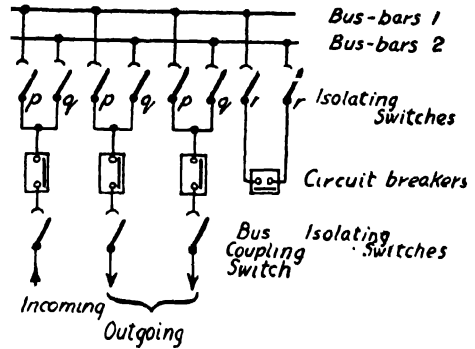 Bus-bars 1
Bus-bars 2
p q p q p q r r
Isolating
Switches
Circuit breakers
Bus
Coupling
Switch
Isolating
Switches
Incoming
Outgoing